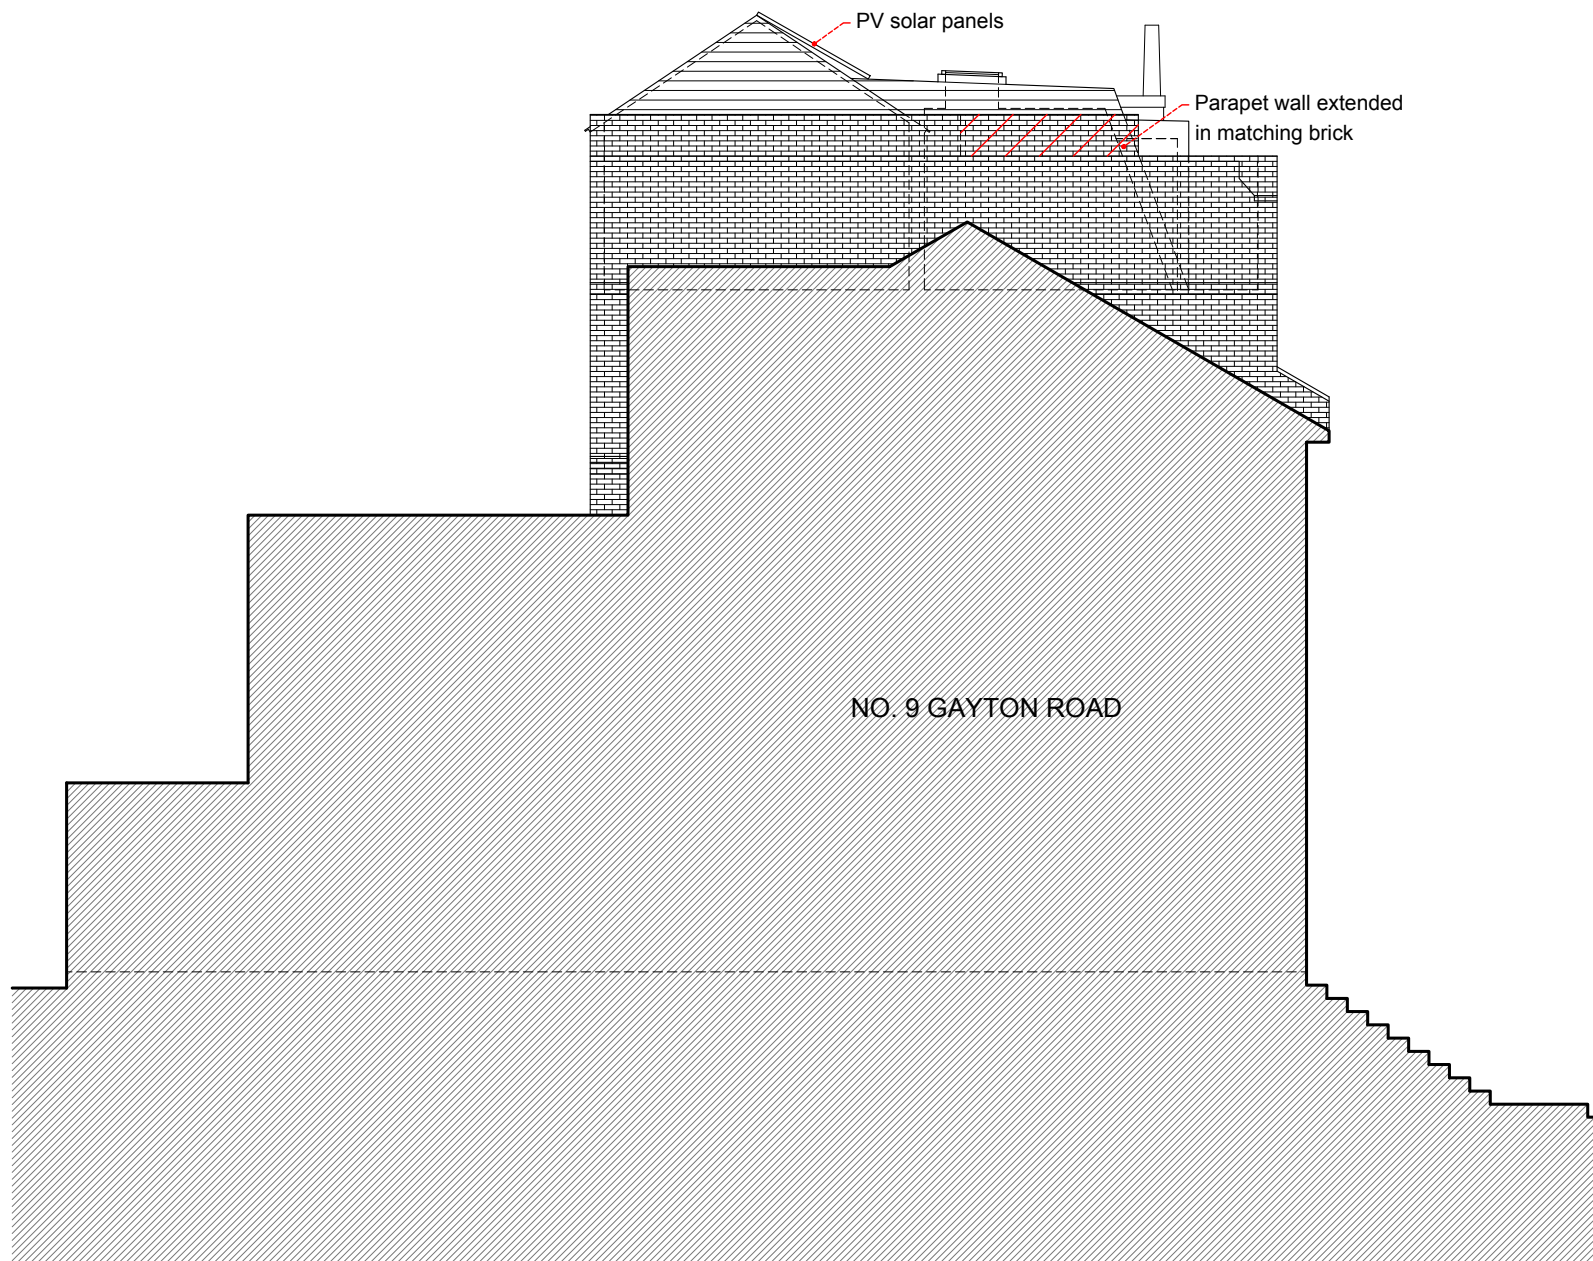 PV solar panels
Parapet wall extended
in matching brick
NO. 9 GAYTON ROAD